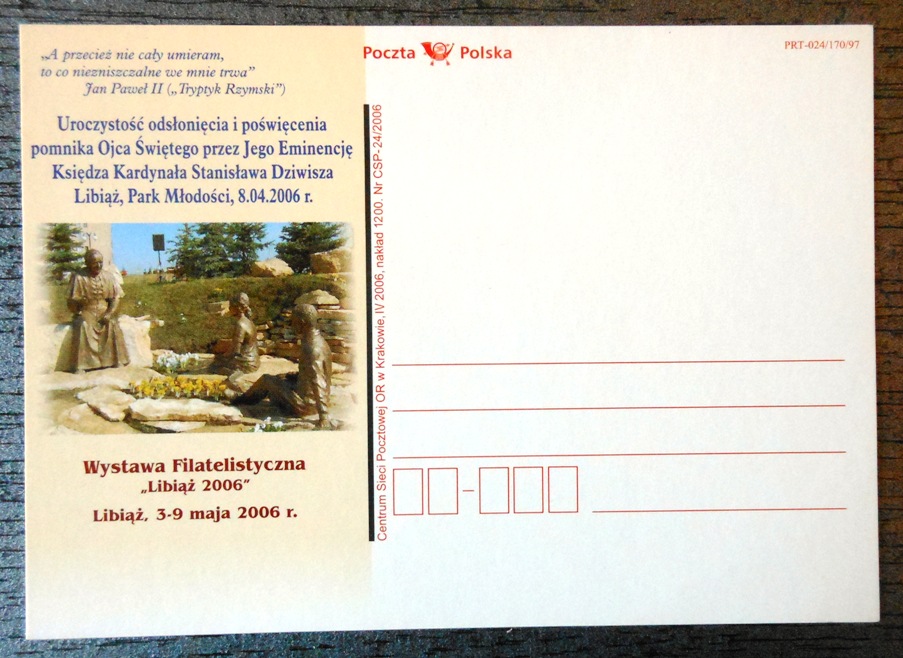 „A przecież nie cały umieram,
to co niezniszczalne we mnie trwa”
Jan Paweł II („Tryptyk Rzymski”)
Uroczystość odsłonięcia i poświęcenia
pomnika Ojca Świętego przez Jego Eminencję
Księdza Kardynała Stanisława Dziwisza
Libiąż, Park Młodości, 8.04.2006 r.
Wystawa Filatelistyczna
„Libiąż 2006”
Libiąż, 3-9 maja 2006 r.
Poczta Polska
PRT-024/170/97
Centrum Sieci Pocztowej OR w Krakowie, IV 2006, nakład 1200. Nr CSP-24/2006